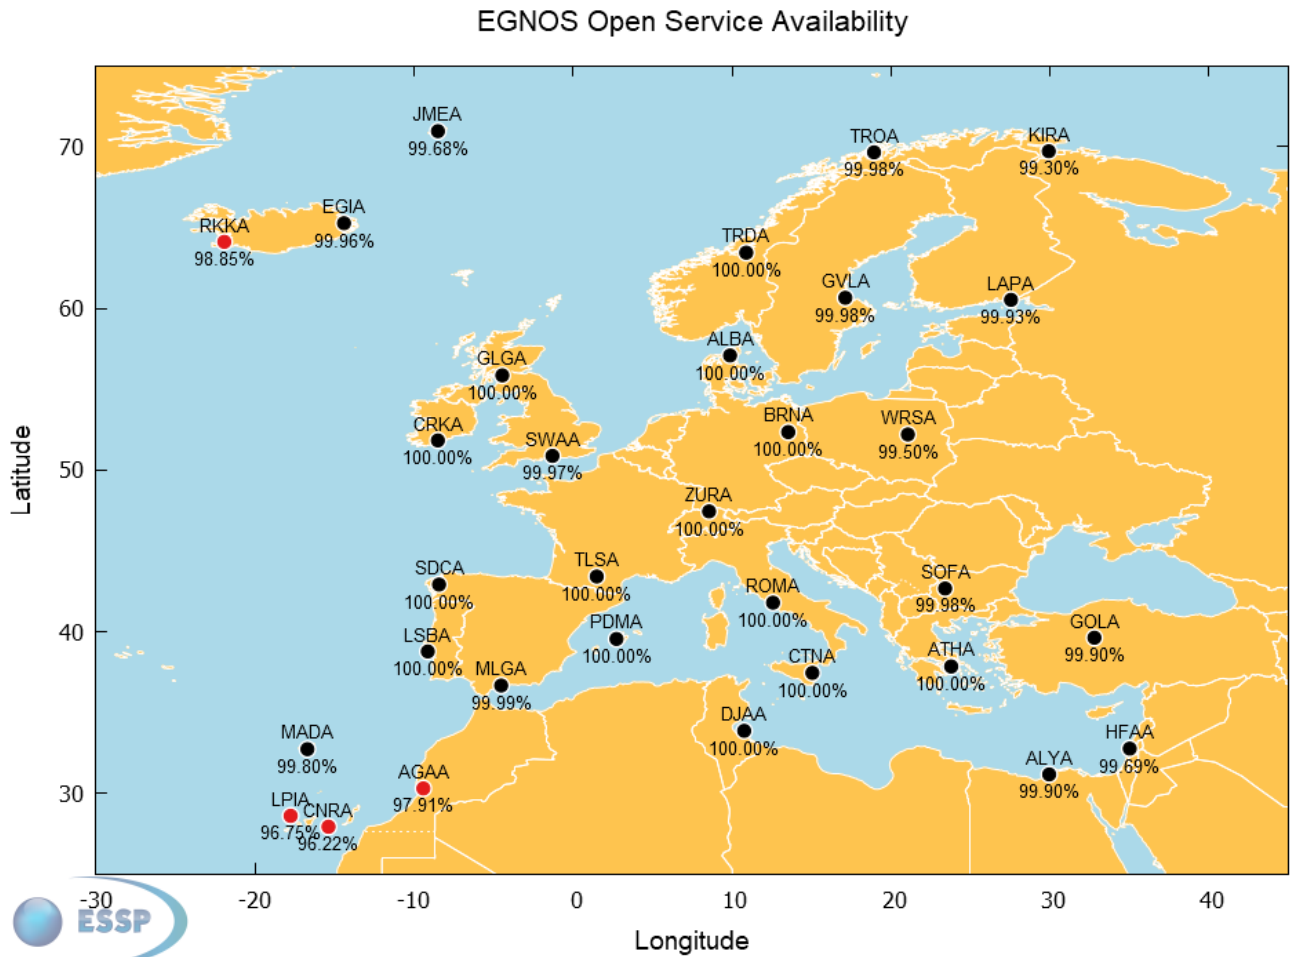 EGNOS Open Service Availability
JMEA
99.68%
TROA
99.98%
KIRA
99.30%
70
RKKA
98.85%
EGIA
99.96%
TRDA
100.00%
GVLA
99.98%
LAPA
99.93%
60
ALBA
100.00%
GLGA
100.00%
CRKA
100.00%
SWAA
99.97%
BRNA
100.00%
WRSA
99.50%
50
Latitude
ZURA
100.00%
SDCA
100.00%
TLSA
100.00%
ROMA
100.00%
SOFA
99.98%
40
LSBA
100.00%
PDMA
100.00%
GOLA
99.90%
MLGA
99.99%
CTNA
100.00%
ATHA
100.00%
MADA
99.80%
DJAA
100.00%
HFAA
99.69%
ALYA
99.90%
30
AGAA
97.91%
LPIA
96.75%
CNRA
96.22%
-30
-20
-10
0
10
20
30
40
ESSP
Longitude